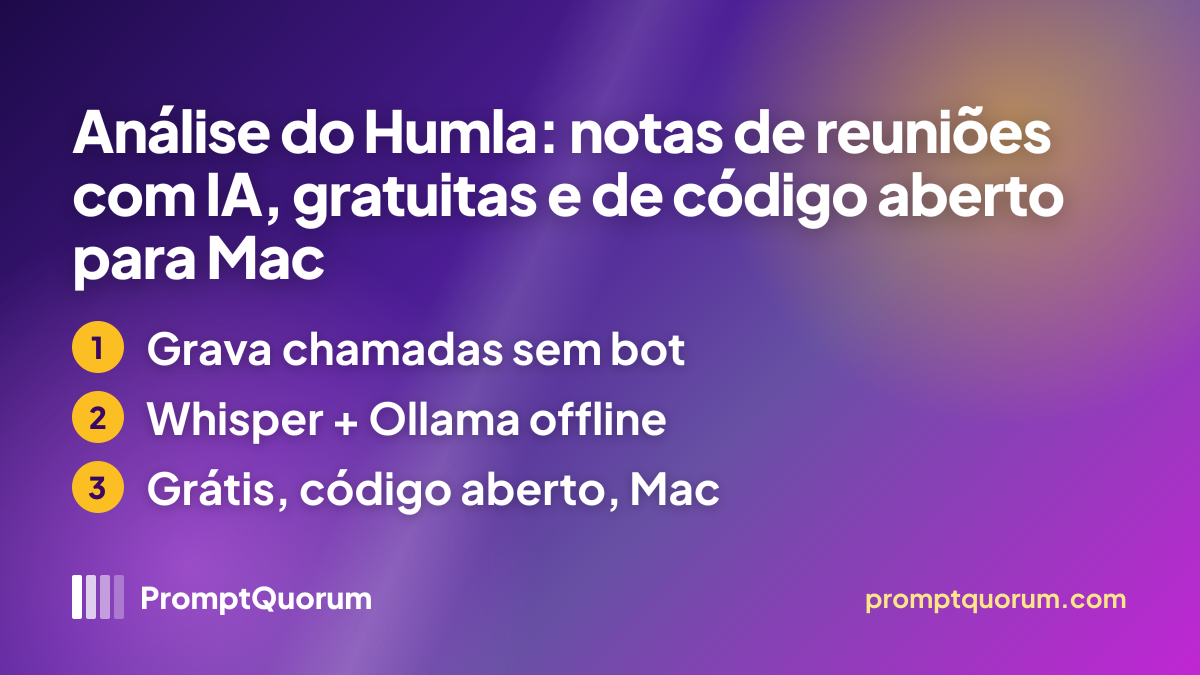 Análise do Humla: notas de reuniões
com IA, gratuitas e de código aberto
para Mac
1 Grava chamadas sem bot
2 Whisper + Ollama offline
3 Grátis, código aberto, Mac
PromptQuorum
promptquorum.com